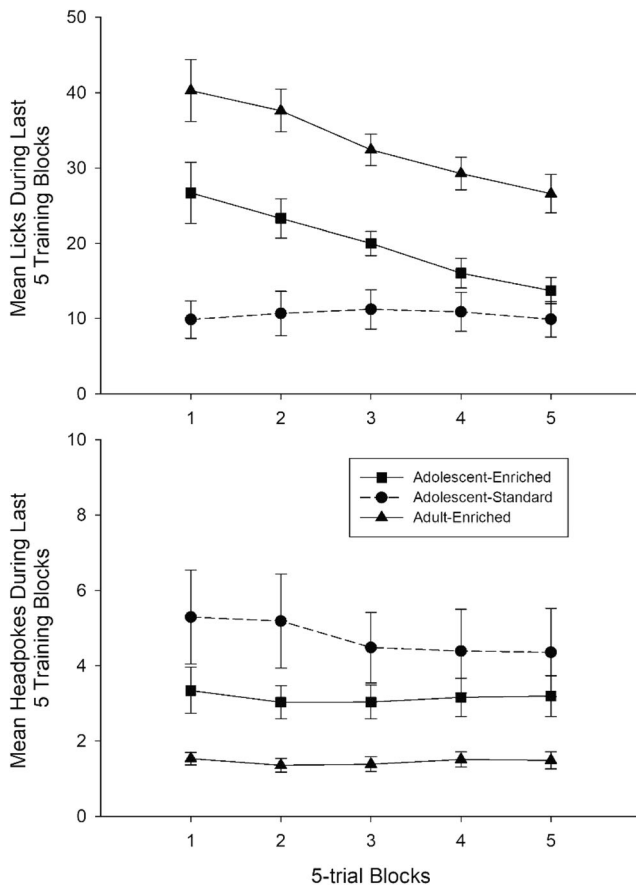 Mean Licks During Last
5 Training Blocks
50
40
30
20
10
0
1 2 3 4 5
Mean Headpokes During Last
5 Training Blocks
10
8
6
4
2
0
Adolescent-Enriched
Adolescent-Standard
Adult-Enriched
1 2 3 4 5
5-trial Blocks